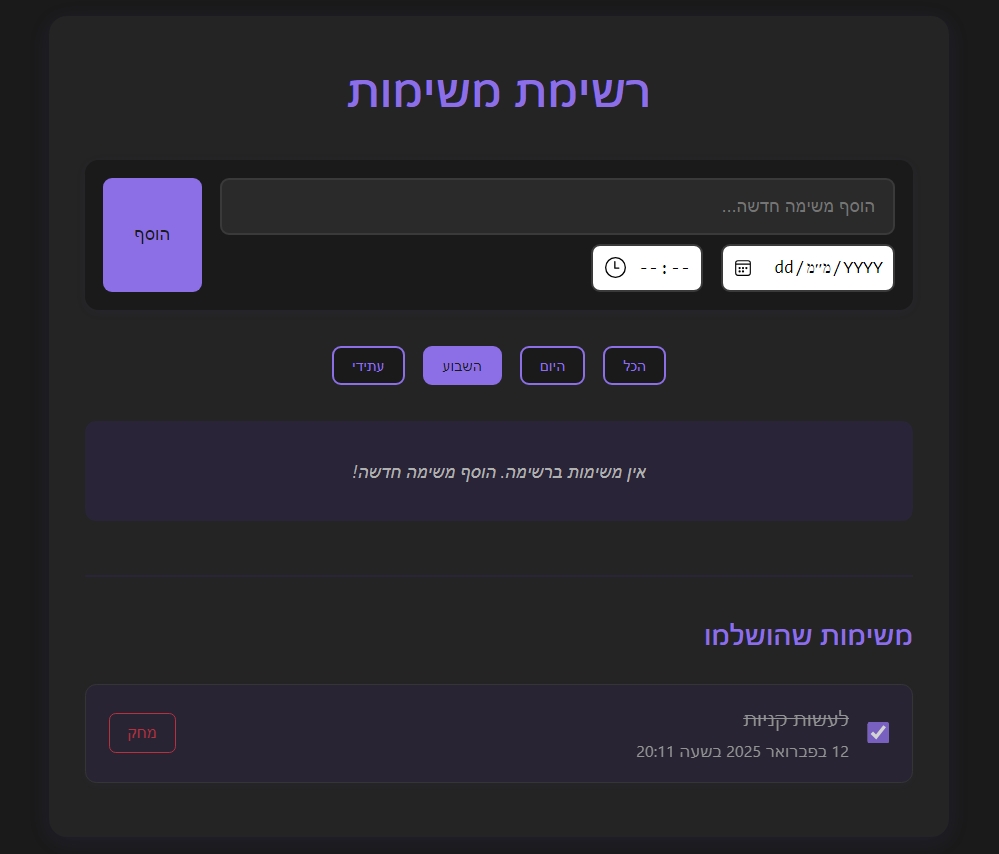 רשימת משימות
הוסף משימה חדשה...
הוסף
dd/מ״מ/YYYY
--:--
הכל
היום
השבוע
עתידי
אין משימות ברשימה. הוסף משימה חדשה!
משימות שהושלמו
לעשות קניות
12 בפברואר 2025 בשעה 20:11
מחק